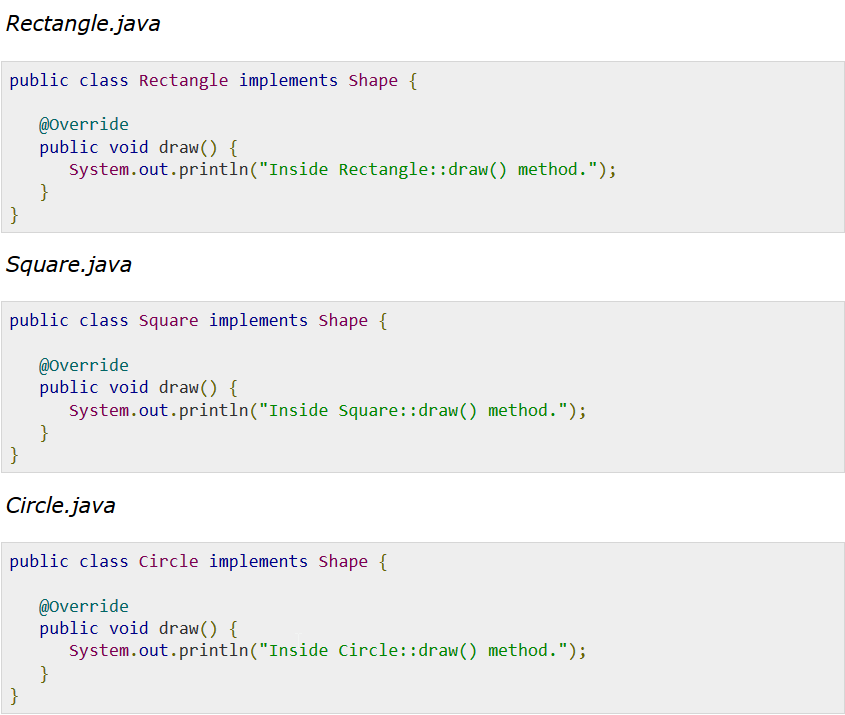 Rectangle.java
public class Rectangle implements Shape {
@Override
public void draw() {
System.out.println("Inside Rectangle::draw() method.");
}
}
Square.java
public class Square implements Shape {
@Override
public void draw() {
System.out.println("Inside Square::draw() method.");
}
}
Circle.java
public class Circle implements Shape {
@Override
public void draw() {
System.out.println("Inside Circle::draw() method.");
}
}